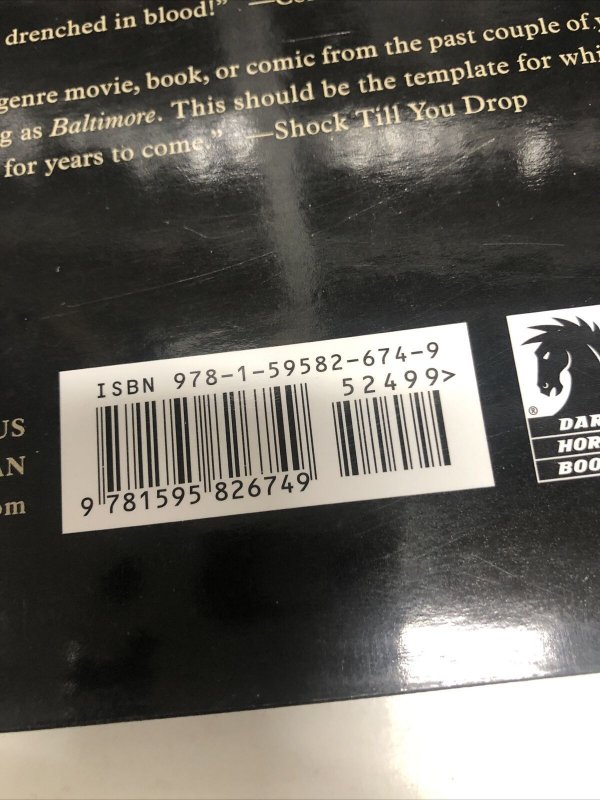 drenched in blood!"
genre movie, book, or comic from the past couple of
g as Baltimore. This should be the template for whi
for years to come." —Shock Till You Drop
ISBN 978-1-59582-674-9
52499>
9 781595 826749
US
AN
om
®
DAR
HOR
BOO